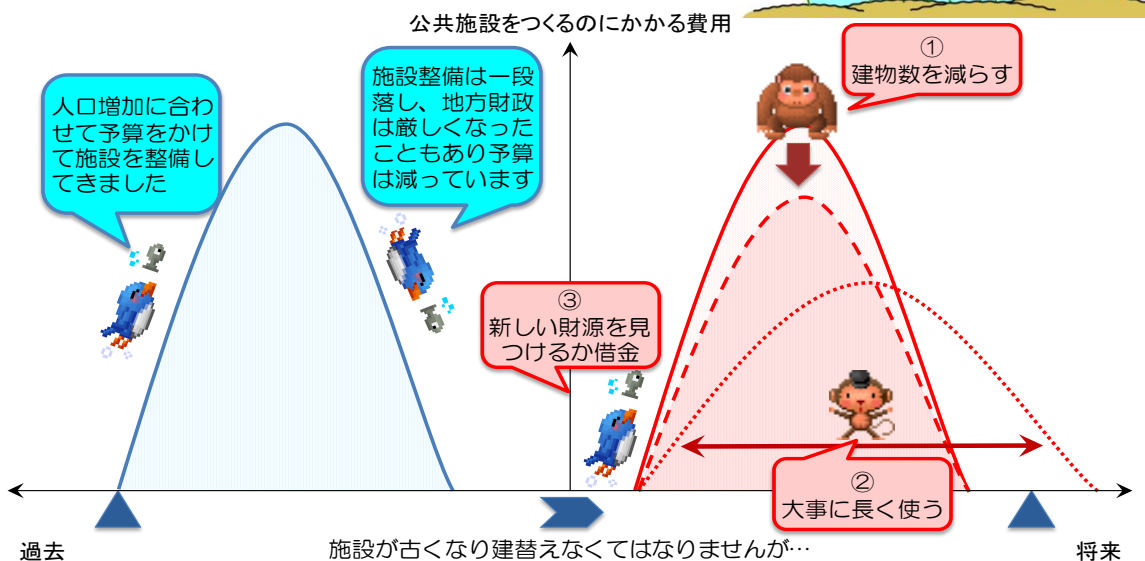 公共施設をつくるのにかかる費用
人口増加に合わ
せて予算をかけ
て施設を整備し
てきました
施設整備は一段
落し、地方財政
は厳しくなった
こともあり予算
は減っています
①
建物数を減らす
③
新しい財源を見
つけるか借金
②
大事に長く使う
過去
施設が古くなり建替えなくてはなりませんが…
将来